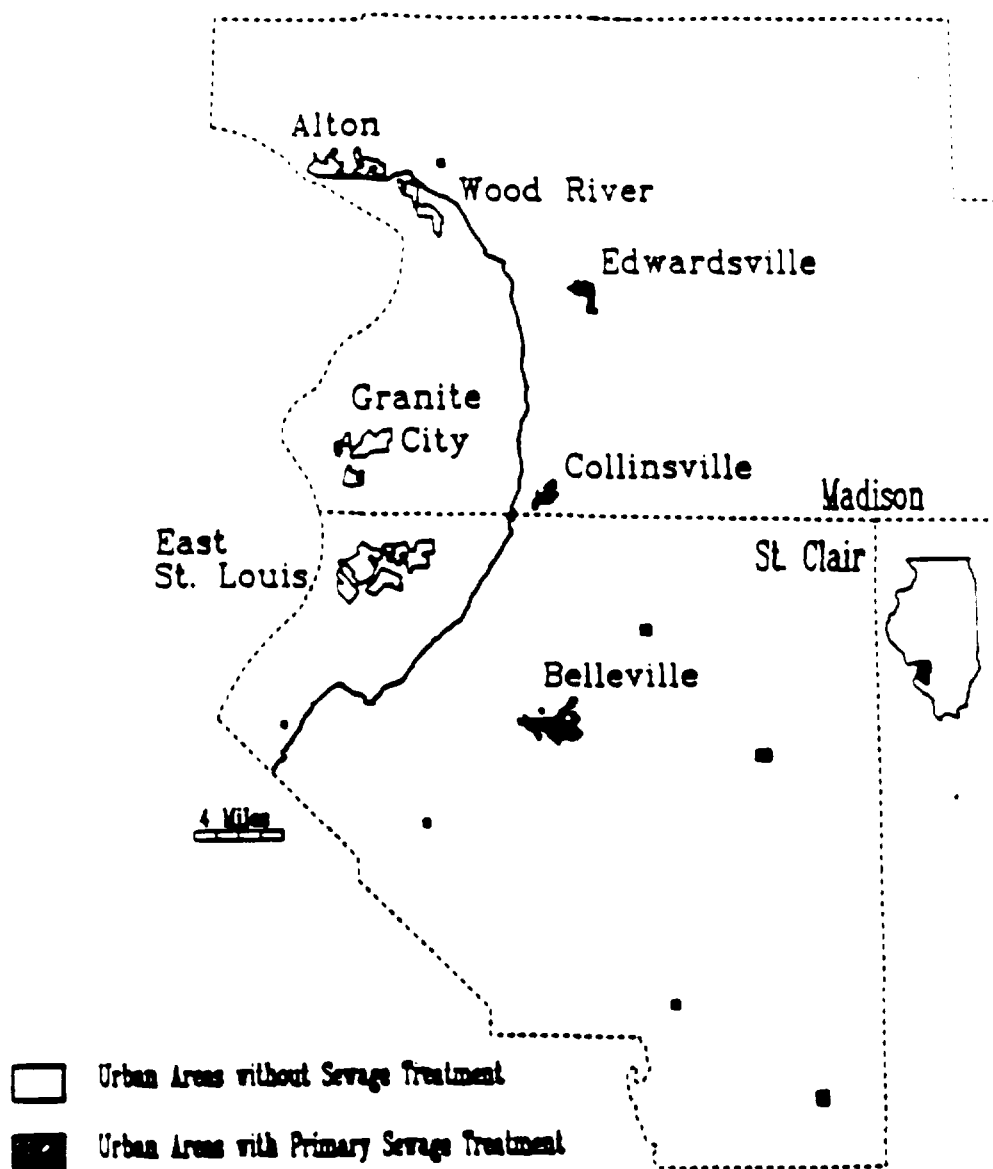 Alton
Wood River
Edwardsville
Granite
City
Collinsville
Madison
East
St. Louis
St. Clair
Belleville
4 Miles
Urban Areas without Sewage Treatment
Urban Areas with Primary Sewage Treatment